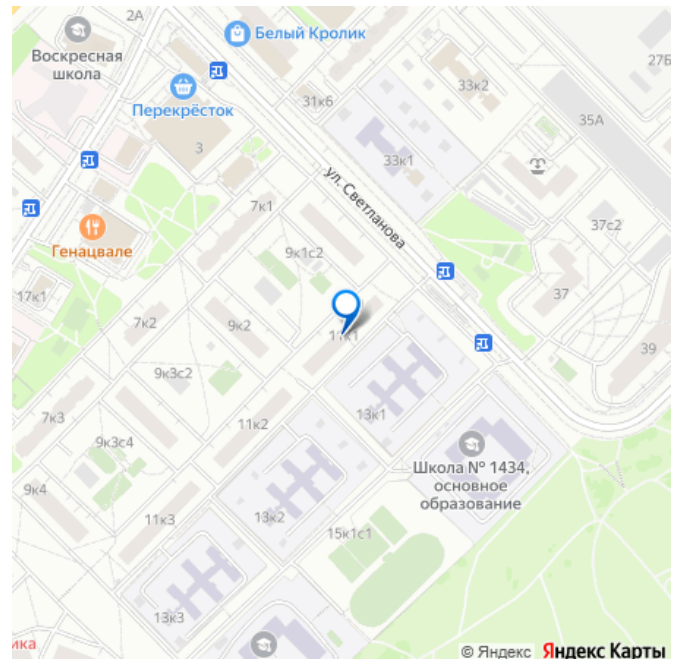 2А
Белый Кролик
Воскресная
школа
27Б
33к2
Перекрёсток
31к6
35А
3
33к1
ул. Светланова
7к1
37с2
Генацвале
9к1с2
17к1
37
7к2
9к2
11к1
39
9к3с2
7к3
13к1
11к2
9к3с4
Школа № 1434,
основное
образование
9к4
11к3
13к2
15к1с1
13к3
ика
© Яндекс Яндекс Карты